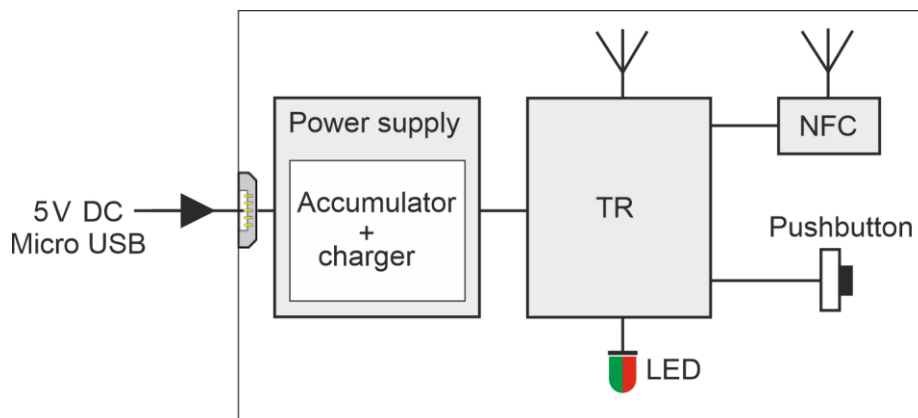 Power supply
Accumulator
+
charger
5V DC
Micro USB
TR
NFC
Pushbutton
LED